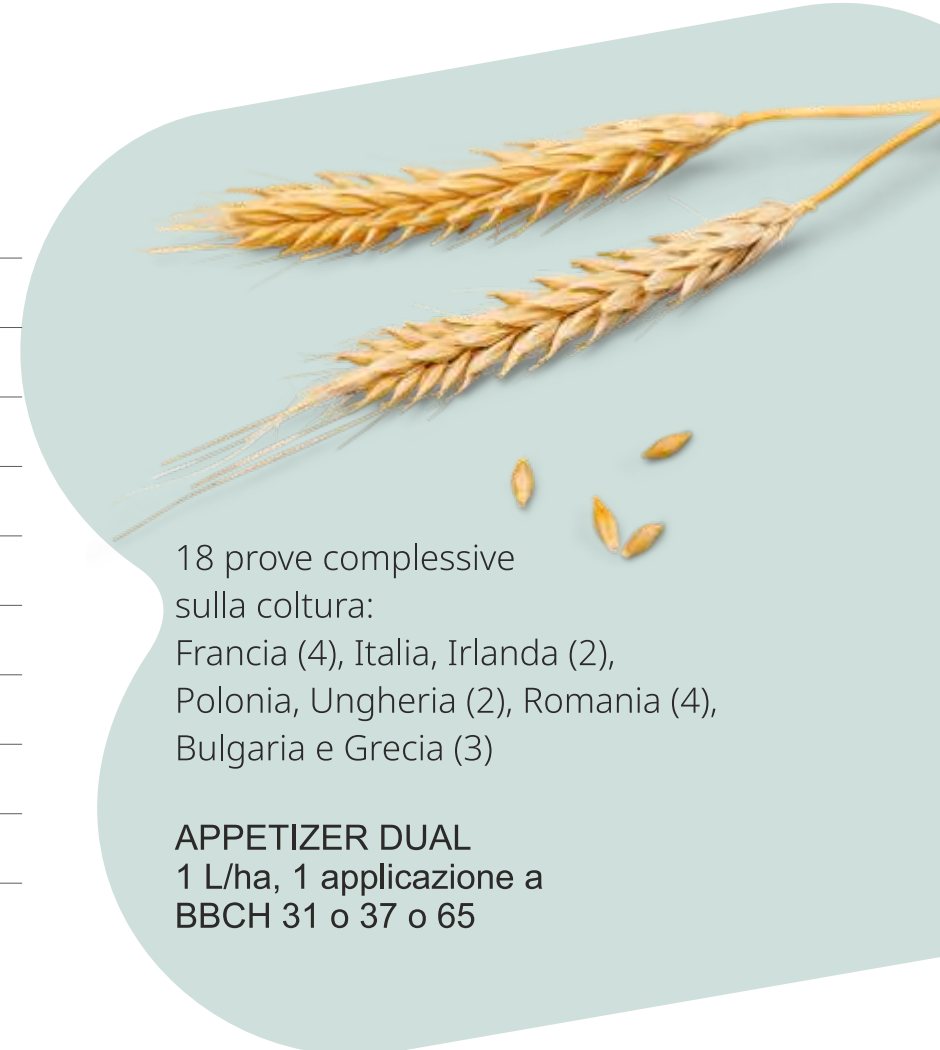 18 prove complessive
sulla coltura:
Francia (4), Italia, Irlanda (2),
Polonia, Ungheria (2), Romania (4),
Bulgaria e Grecia (3)
APPETIZER DUAL
1 L/ha, 1 applicazione a
BBCH 31 o 37 o 65